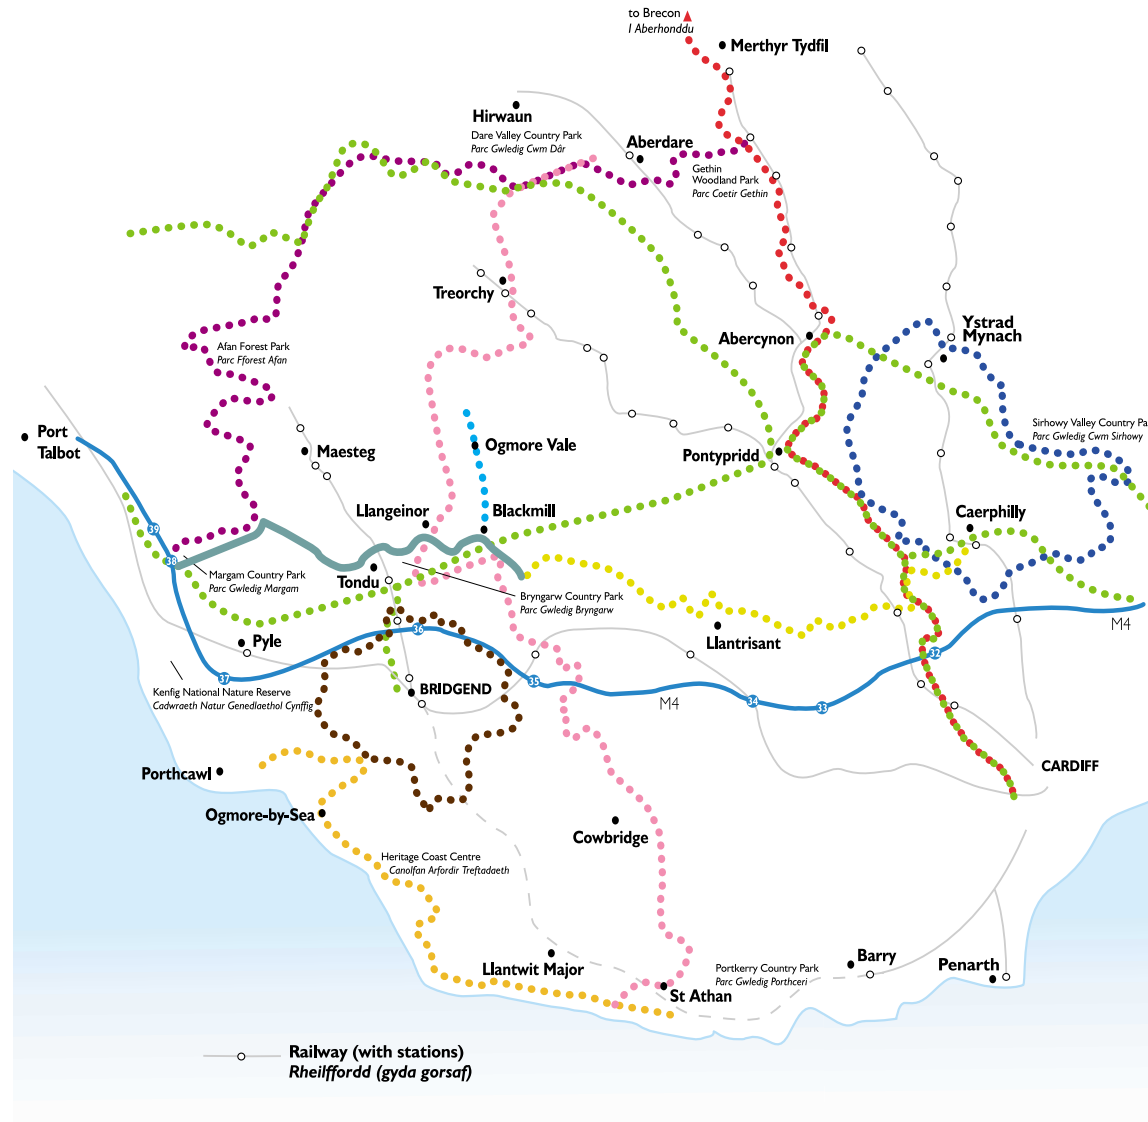 to Brecon
I Aberhonddu
Merthyr Tydfil
Hirwaun
Dare Valley Country Park
Parc Gwledig Cwm Dâr
Aberdare
Gethin
Woodland Park
Parc Coetir Gethin
Treorchy
Abercynon
Ystrad
Mynach
Afan Forest Park
Parc Fforest Afan
Sirhowy Valley Country Pa
Parc Gwledig Cwm Sirhowy
Port
Talbot
Maesteg
Ogmore Vale
Pontypridd
Llangeinor
Blackmill
Caerphilly
39
38
Margam Country Park
Parc Gwledig Margam
Tondu
Bryngarw Country Park
Parc Gwledig Bryngarw
M4
Pyle
36
Llantrisant
32
37
Kenfig National Nature Reserve
Cadwraeth Natur Genedlaethol Cynffig
BRIDGEND
35
M4
34
33
Porthcawl
CARDIFF
Ogmore-by-Sea
Cowbridge
Heritage Coast Centre
Canolfan Arfordir Treftadaeth
Llantwit Major
St Athan
Portkerry Country Park
Parc Gwledig Porthceri
Barry
Penarth
Railway (with stations)
Rheilffordd (gyda gorsaf)